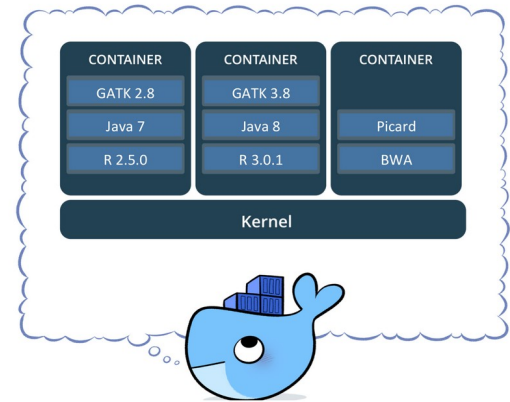 CONTAINER
GATK 2.8
Java 7
R 2.5.0
CONTAINER
GATK 3.8
Java 8
R 3.0.1
CONTAINER
Picard
BWA
Kernel